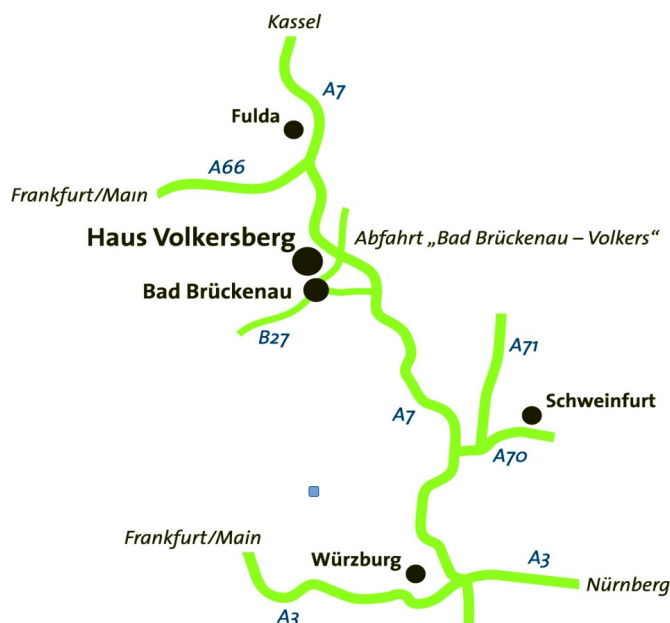 Kassel
A7
Fulda
A66
Frankfurt/Main
Haus Volkersberg
Abfahrt „Bad Brückenau – Volkers“
Bad Brückenau
B27
A71
A7
Schweinfurt
A70
Frankfurt/Main
Würzburg
A3
Nürnberg
A3